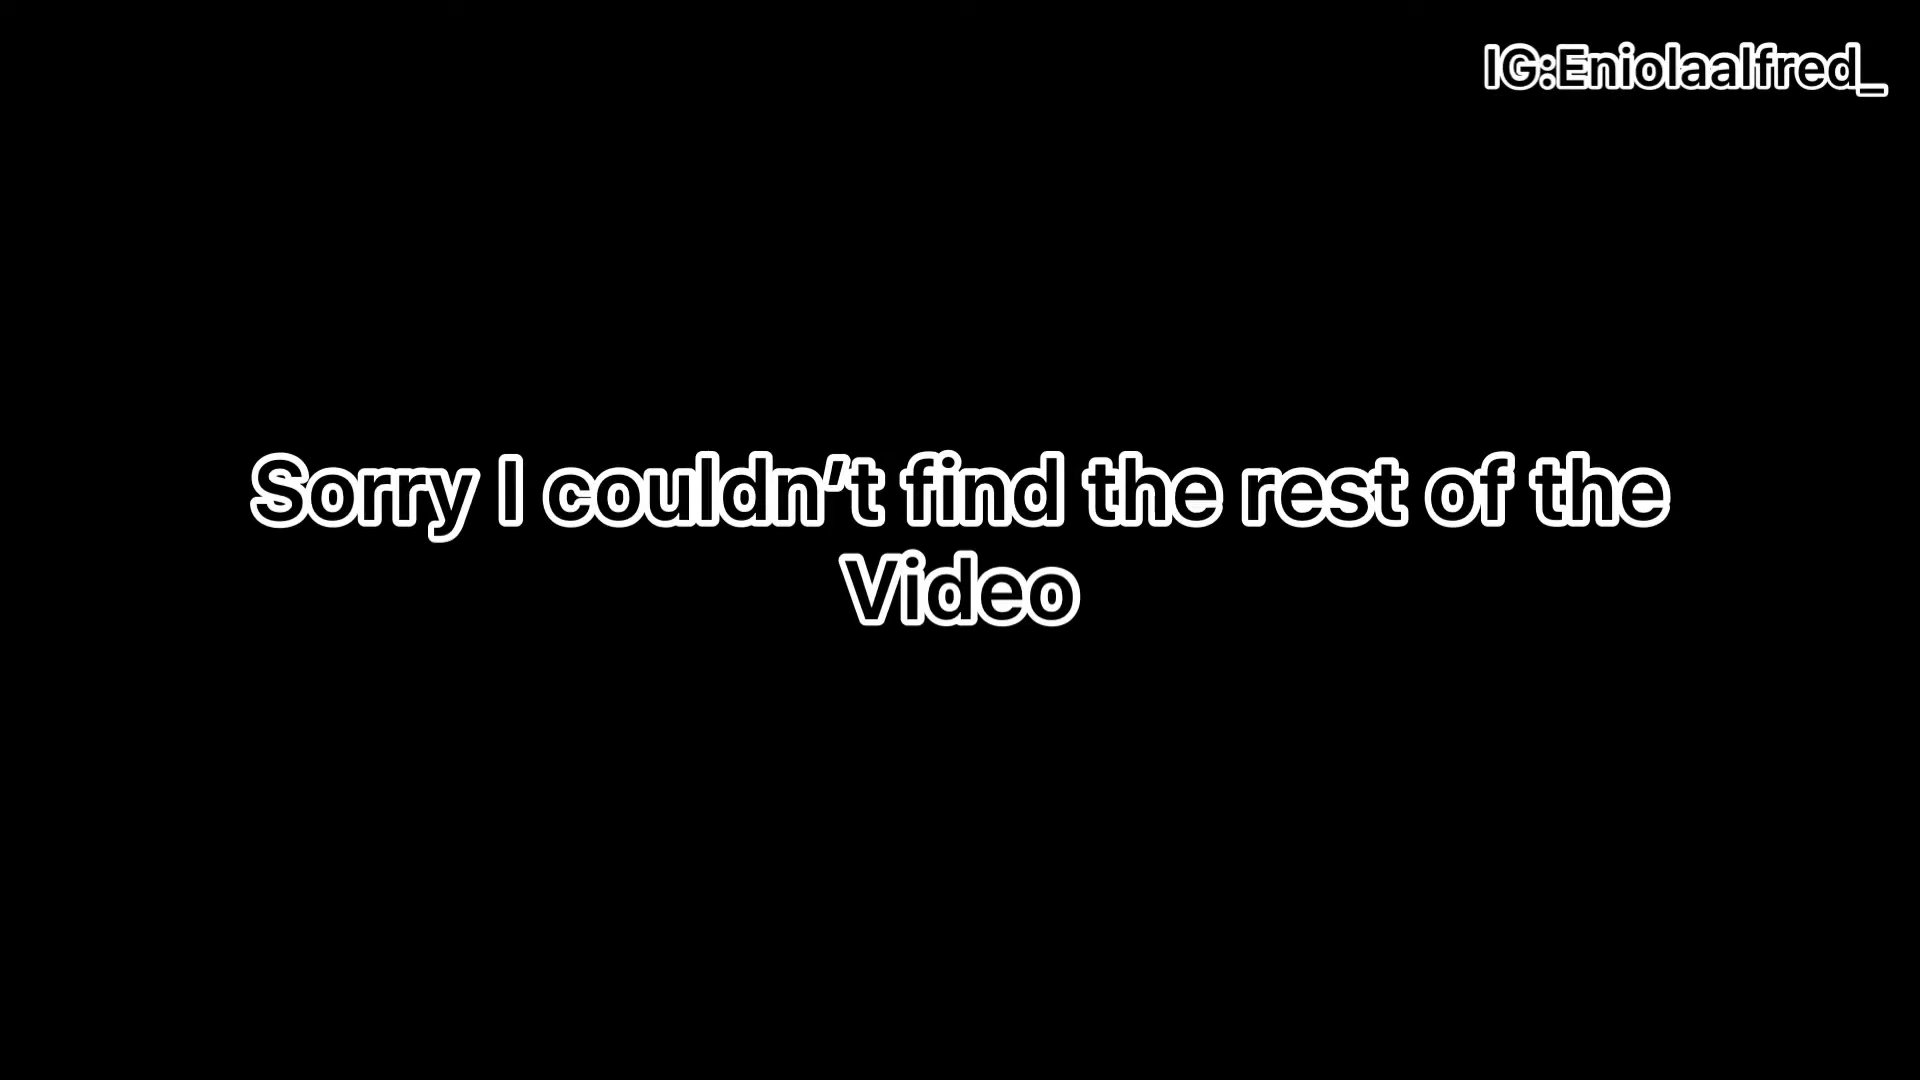 IG:Eniolaalfred_
Sorry I couldn’t find the rest of the
Video